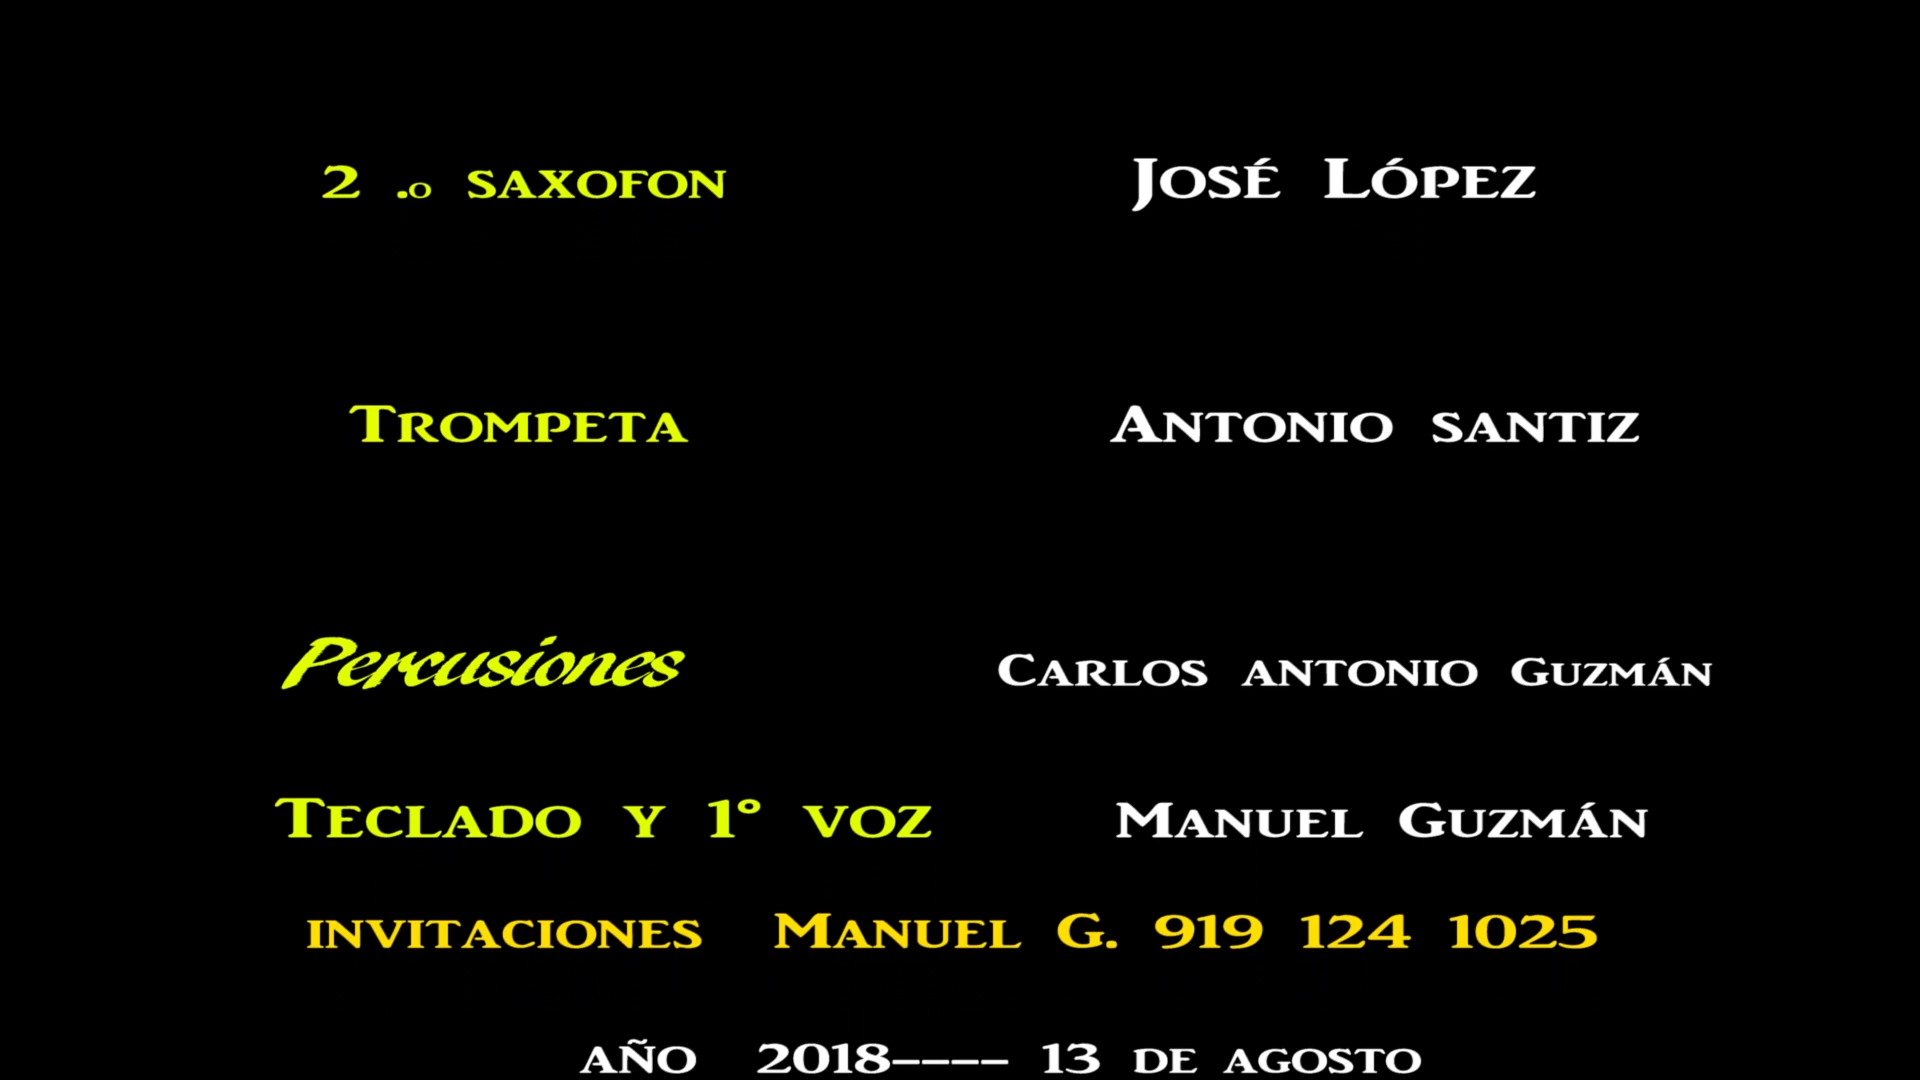 2 .o saxofon José López
Trompeta Antonio santiz
Percusiones Carlos antonio Guzmán
Teclado y 1° voz Manuel Guzmán
invitaciones Manuel G. 919 124 1025
año 2018---- 13 de agosto